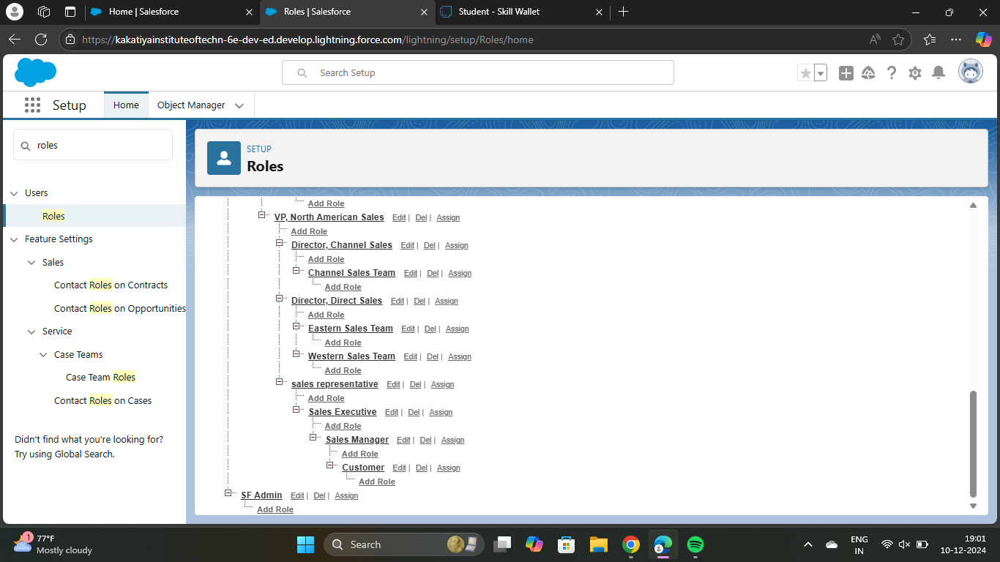 Home | Salesforce
Roles | Salesforce
Student - Skill Wallet
https://kakatiyainstituteoftechn-6e-dev-ed.develop.lightning.force.com/lightning/setup/Roles/home
Search Setup
Setup
Home
Object Manager
roles
Users
Roles
Feature Settings
Sales
Contact Roles on Contracts
Contact Roles on Opportunities
Service
Case Teams
Case Team Roles
Contact Roles on Cases
Didn't find what you're looking for?
Try using Global Search.
SETUP
Roles
Add Role
VP, North American Sales Edit | Del | Assign
Add Role
Director, Channel Sales Edit | Del | Assign
Add Role
Channel Sales Team Edit | Del | Assign
Add Role
Director, Direct Sales Edit | Del | Assign
Add Role
Eastern Sales Team Edit | Del | Assign
Add Role
Western Sales Team Edit | Del | Assign
Add Role
sales representative Edit | Del | Assign
Add Role
Sales Executive Edit | Del | Assign
Add Role
Sales Manager Edit | Del | Assign
Add Role
Customer Edit | Del | Assign
Add Role
SF Admin Edit | Del | Assign
Add Role
1
77°F
Mostly cloudy
Search
ENG
IN
19:01
10-12-2024